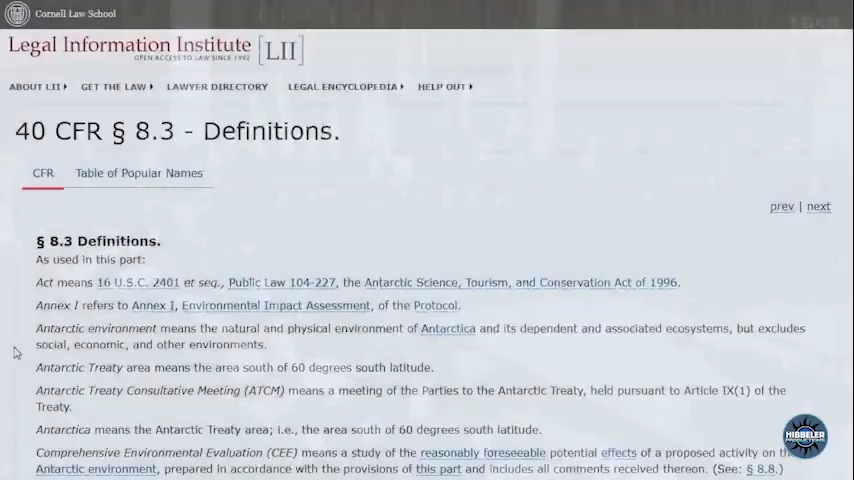 Cornell Law School
Legal Information Institute [LII]
OPEN ACCESS TO LAW SINCE 1992
ABOUT LII GET THE LAW LAWYER DIRECTORY LEGAL ENCYCLOPEDIA HELP OUT
40 CFR § 8.3 - Definitions.
CFR Table of Popular Names
prev | next
§ 8.3 Definitions.
As used in this part:
Act means 16 U.S.C. 2401 et seq., Public Law 104-227, the Antarctic Science, Tourism, and Conservation Act of 1996.
Annex I refers to Annex I, Environmental Impact Assessment, of the Protocol.
Antarctic environment means the natural and physical environment of Antarctica and its dependent and associated ecosystems, but excludes
social, economic, and other environments.
Antarctic Treaty area means the area south of 60 degrees south latitude.
Antarctic Treaty Consultative Meeting (ATCM) means a meeting of the Parties to the Antarctic Treaty, held pursuant to Article IX(1) of the
Treaty.
Antarctica means the Antarctic Treaty area; i.e., the area south of 60 degrees south latitude.
Comprehensive Environmental Evaluation (CEE) means a study of the reasonably foreseeable potential effects of a proposed activity on
Antarctic environment, prepared in accordance with the provisions of this part and includes all comments received thereon. (See: § 8.8.)
HIBBELER
PRODUCTIONS